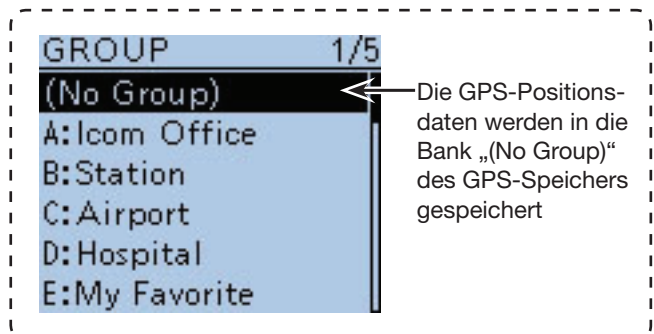 GROUP 1/5
(No Group)
A:Icom Office
B:Station
C:Airport
D:Hospital
E:My Favorite
Die GPS-Positions-
daten werden in die
Bank „(No Group)“
des GPS-Speichers
gespeichert